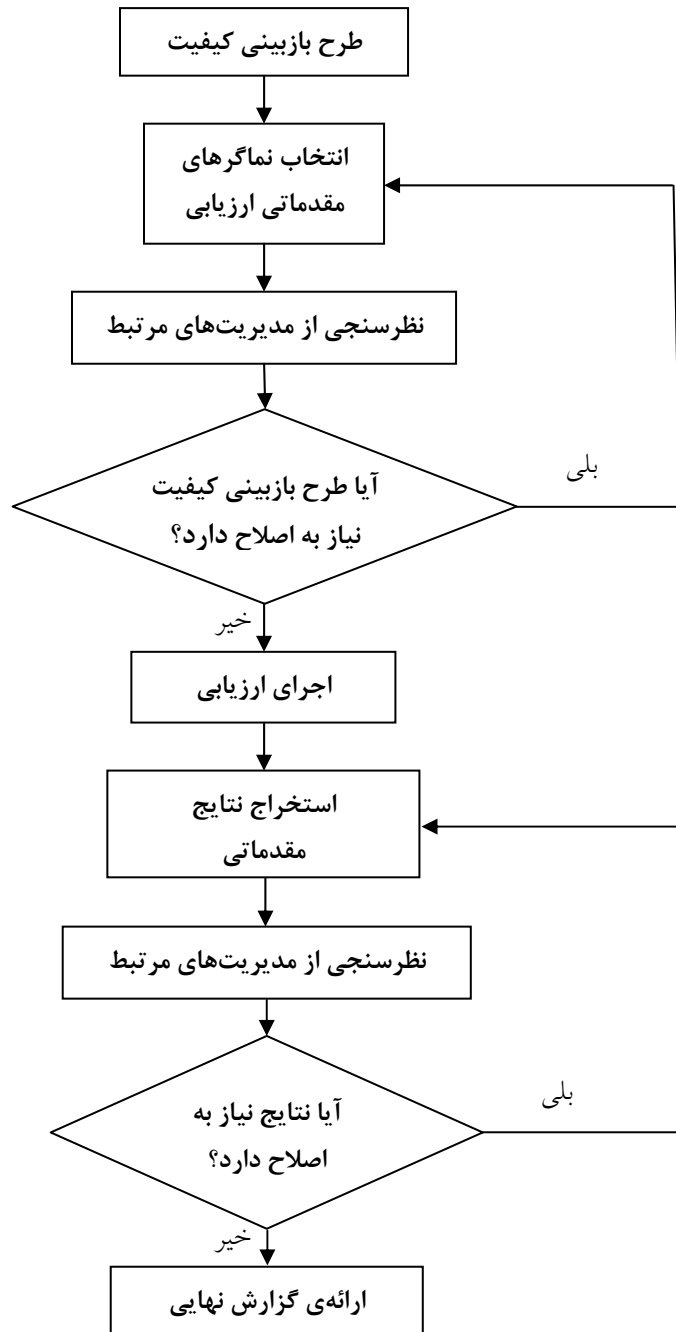 طرح بازبینی کیفیت
انتخاب نماگرهای
مقدماتی ارزیابی
نظرسنجی از مدیریت‌های مرتبط
آیا طرح بازبینی کیفیت
نیاز به اصلاح دارد؟
بلی
خیر
اجرای ارزیابی
استخراج نتایج
مقدماتی
نظرسنجی از مدیریت‌های مرتبط
آیا نتایج نیاز به
اصلاح دارد؟
بلی
خیر
ارائه‌ی گزارش نهایی